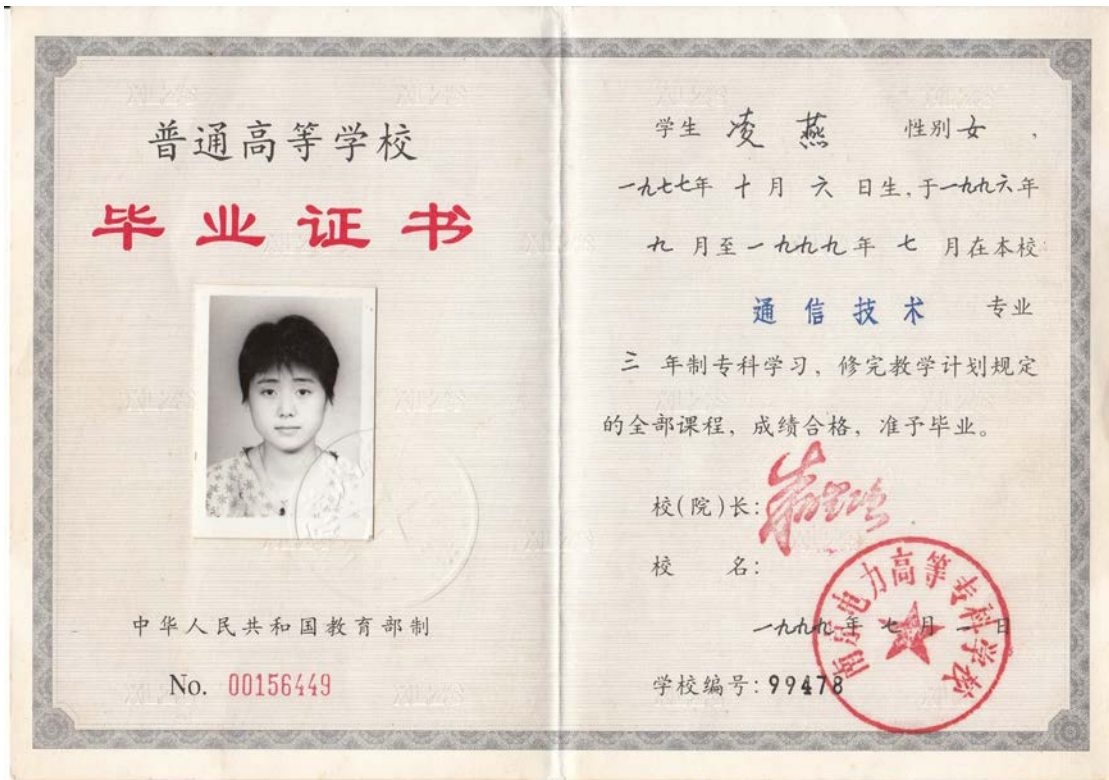 普通高等学校
毕业证书
中华人民共和国教育部制
No. 00156449
学生 凌燕 性别 女 ,
一九七七年 十月 六 日生,于一九九六年
九 月至一九九九年 七 月在本校
通信技术 专业
三 年制专科学习, 修完教学计划规定
的全部课程, 成绩合格, 准予毕业。
校(院)长:
校 名:
南京电力高等专科学校
一九九九年 七月 一日
学校编号: 99478